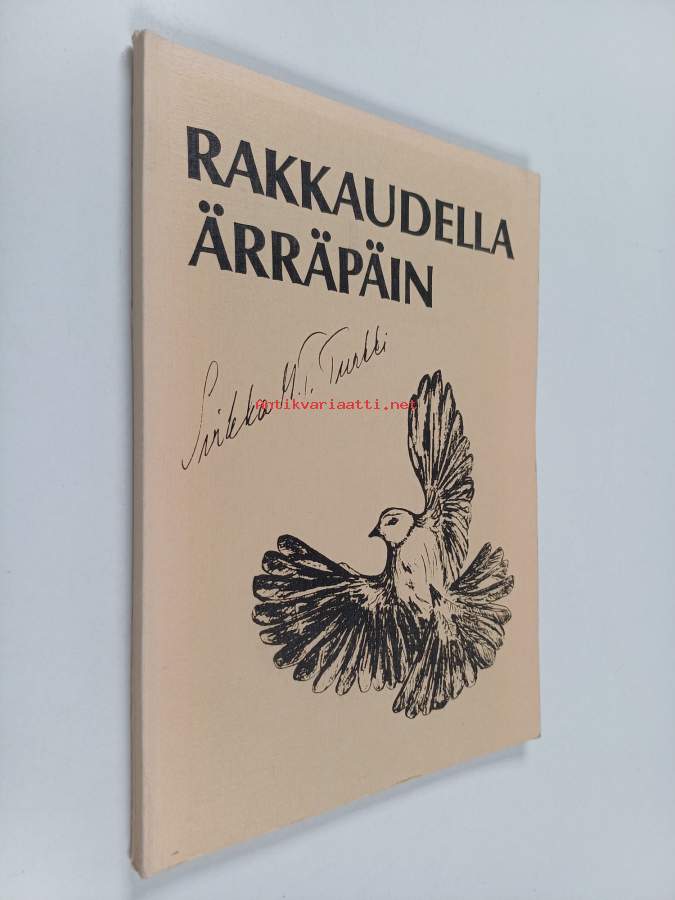 RAKKAUDELLA
ÄRRÄPÄIN
Sirkka M.T. Turkki
Antikvariaatti.net